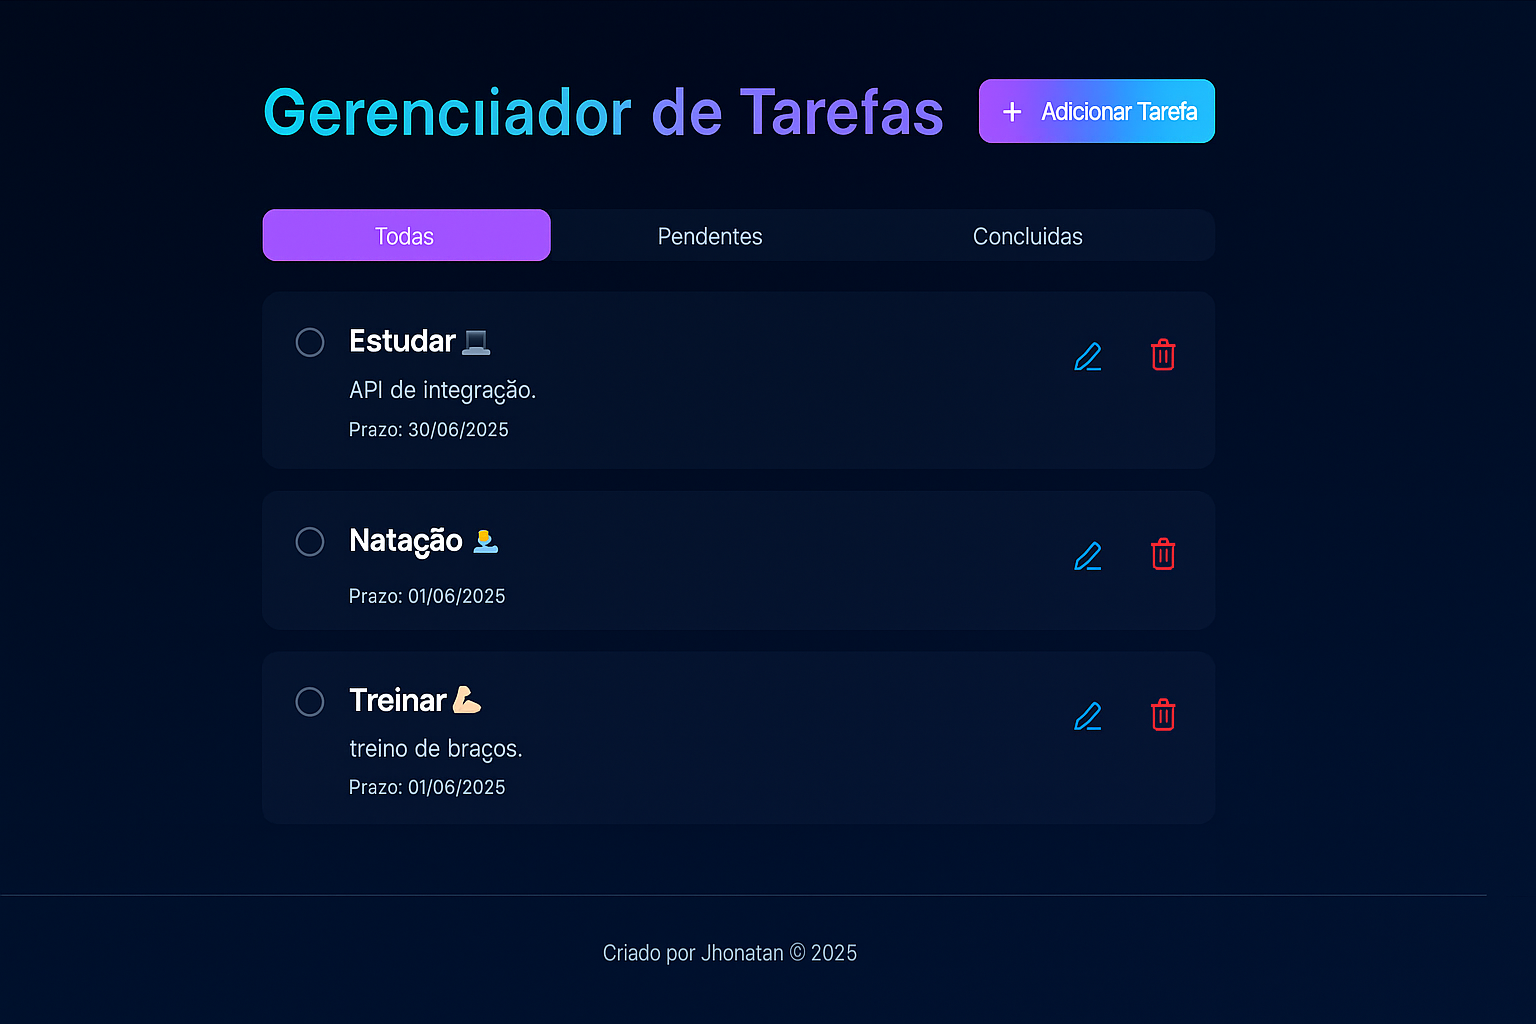 Gerenciiador de Tarefas
+ Adicionar Tarefa
Todas
Pendentes
Concluidas
Estudar 💻
API de integração.
Prazo: 30/06/2025
Natação
Prazo: 01/06/2025
Treinar 💪🏻
treino de braços.
Prazo: 01/06/2025
Criado por Jhonatan © 2025